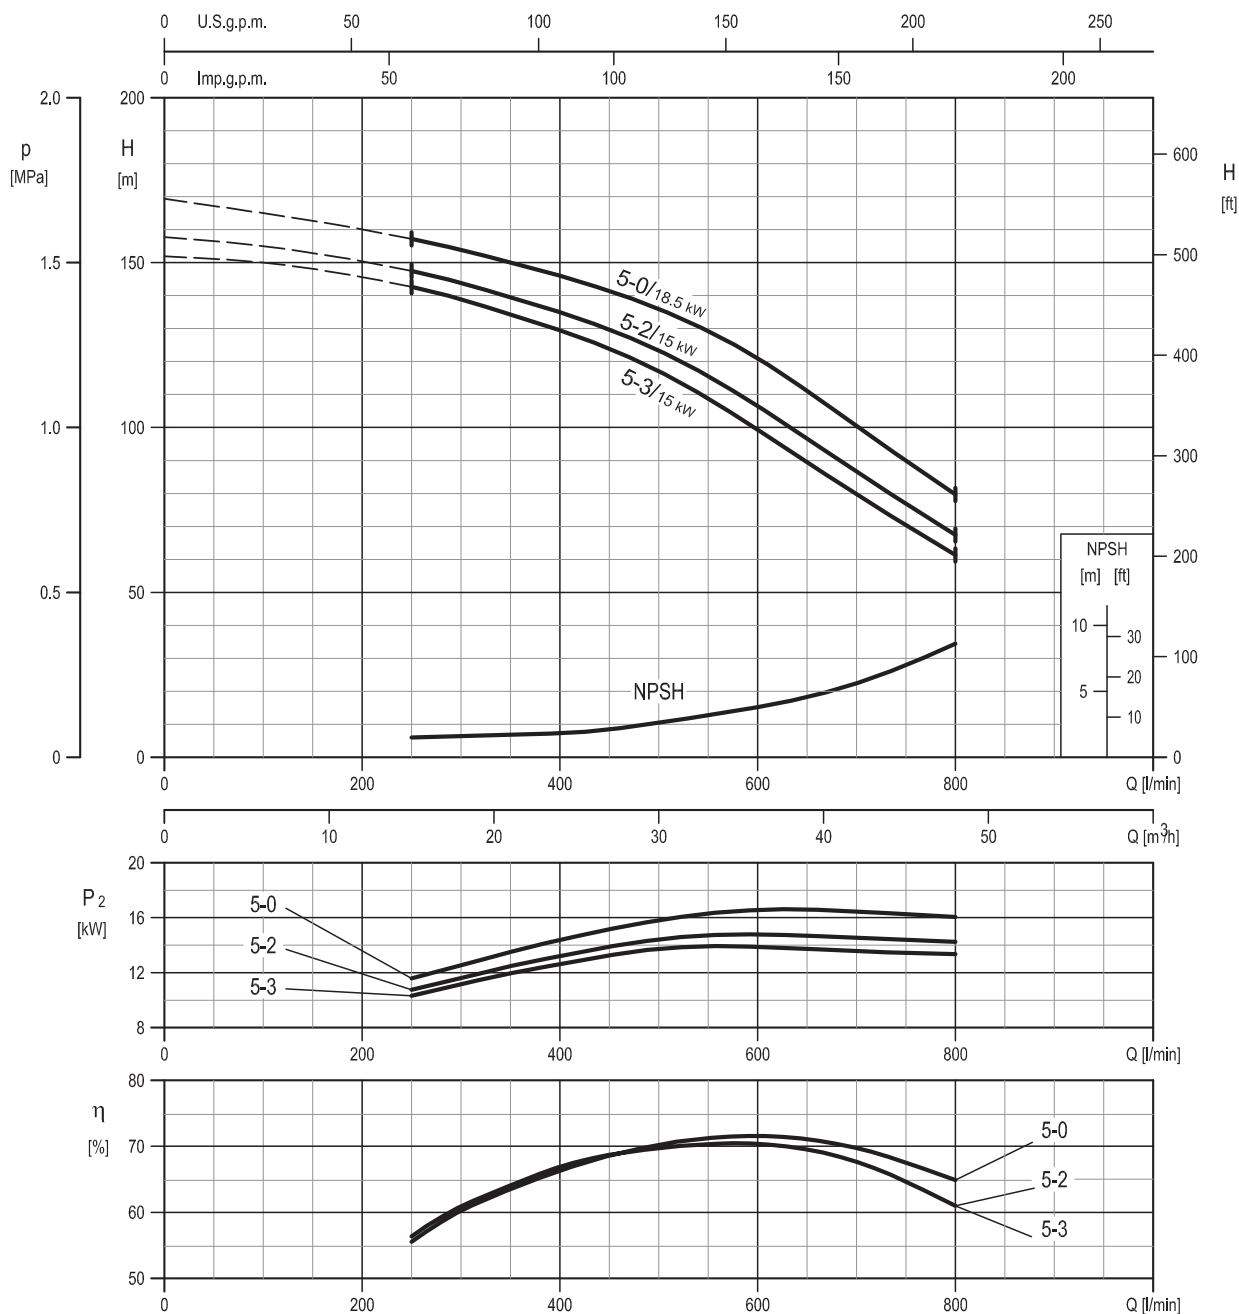 0 U.S.g.p.m. 50 100 150 200 250
0 Imp.g.p.m. 50 100 150 200
2.0 200
p H 600 H
[MPa] [m] [ft]
1.5 150 500
5-0/18.5 kW
5-2/15 kW
5-3/15 kW
400
1.0 100 300
NPSH
[m] [ft]
200
0.5 50
10 30
5 20
10
100
NPSH
0 0 0
0 200 400 600 800 Q [l/min]
0 10 20 30 40 50 Q [m³/h]
20
P2
[kW]
16
12
8
5-0
5-2
5-3
0 200 400 600 800 Q [l/min]
80
η
[%]
70
60
50
5-0
5-2
5-3
0 200 400 600 800 Q [l/min]